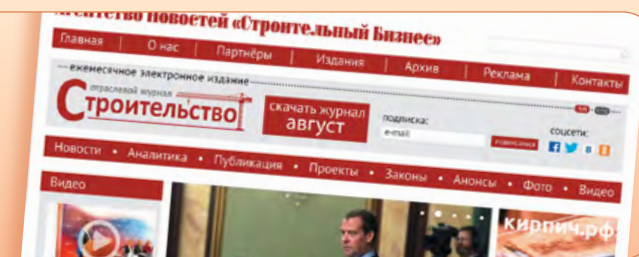 Агентство Новостей «Строительный Бизнес»
Главная | О нас | Партнёры | Издания | Архив | Реклама | Контакты
ежемесячное электронное издание
отраслевой журнал
Строительство
скачать журнал
август
подписка:
e-mail
соцсети:
Новости • Аналитика • Публикация • Проекты • Законы • Анонсы • Фото • Видео
Видео
кирпич.рф